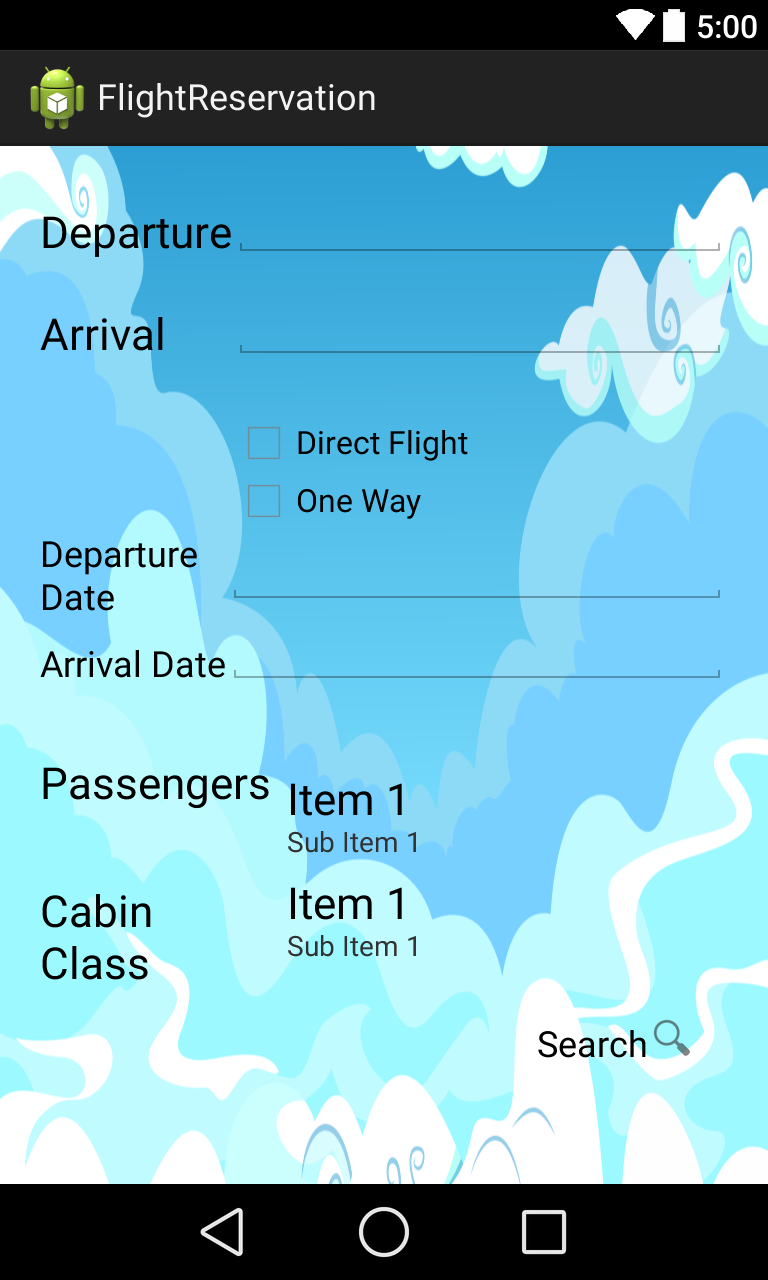 5:00
FlightReservation
Departure
Arrival
Direct Flight
One Way
Departure
Date
Arrival Date
Passengers
Item 1
Sub Item 1
Cabin
Class
Item 1
Sub Item 1
Search